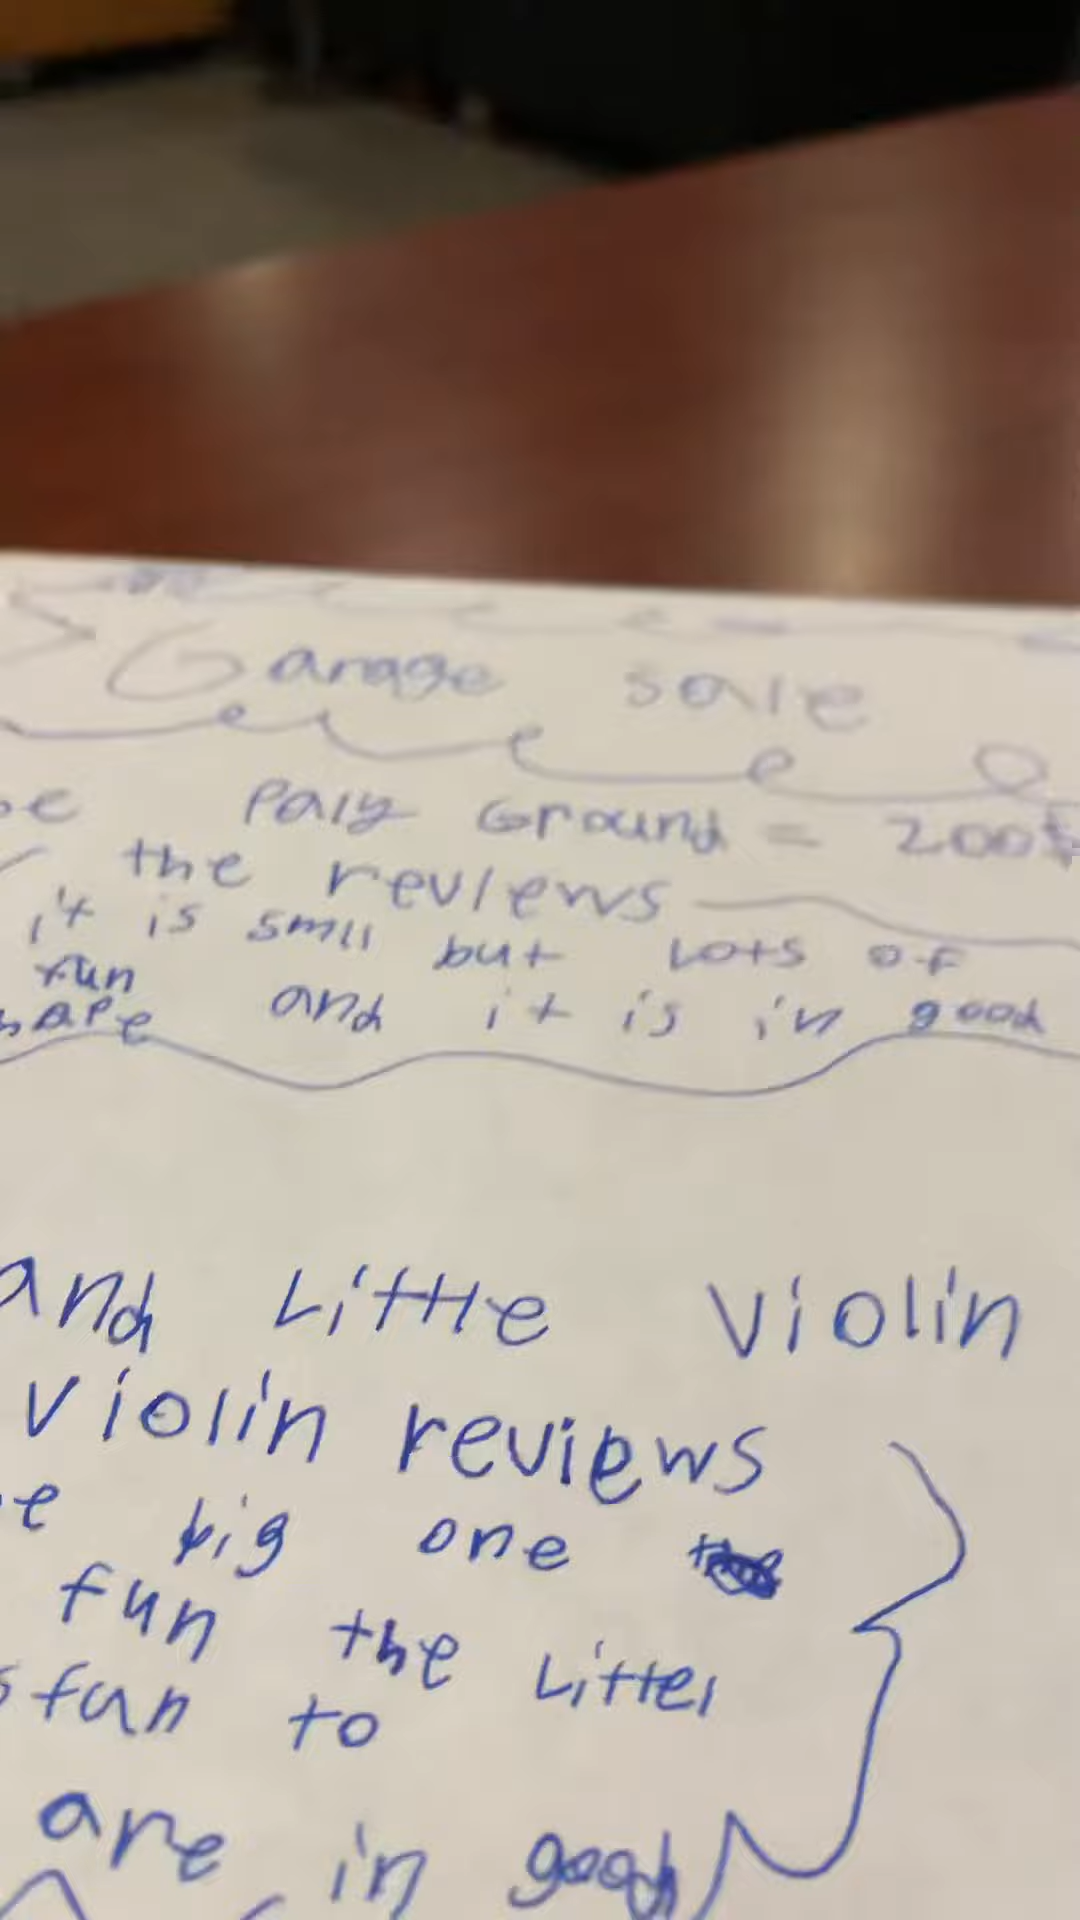 Garage sale
Paly Ground = 200$
the reviews
it is smll but Lots of
fun
and it is in good
and Little violin
violin reviews
big one
fun the Littel
fun to
are in good